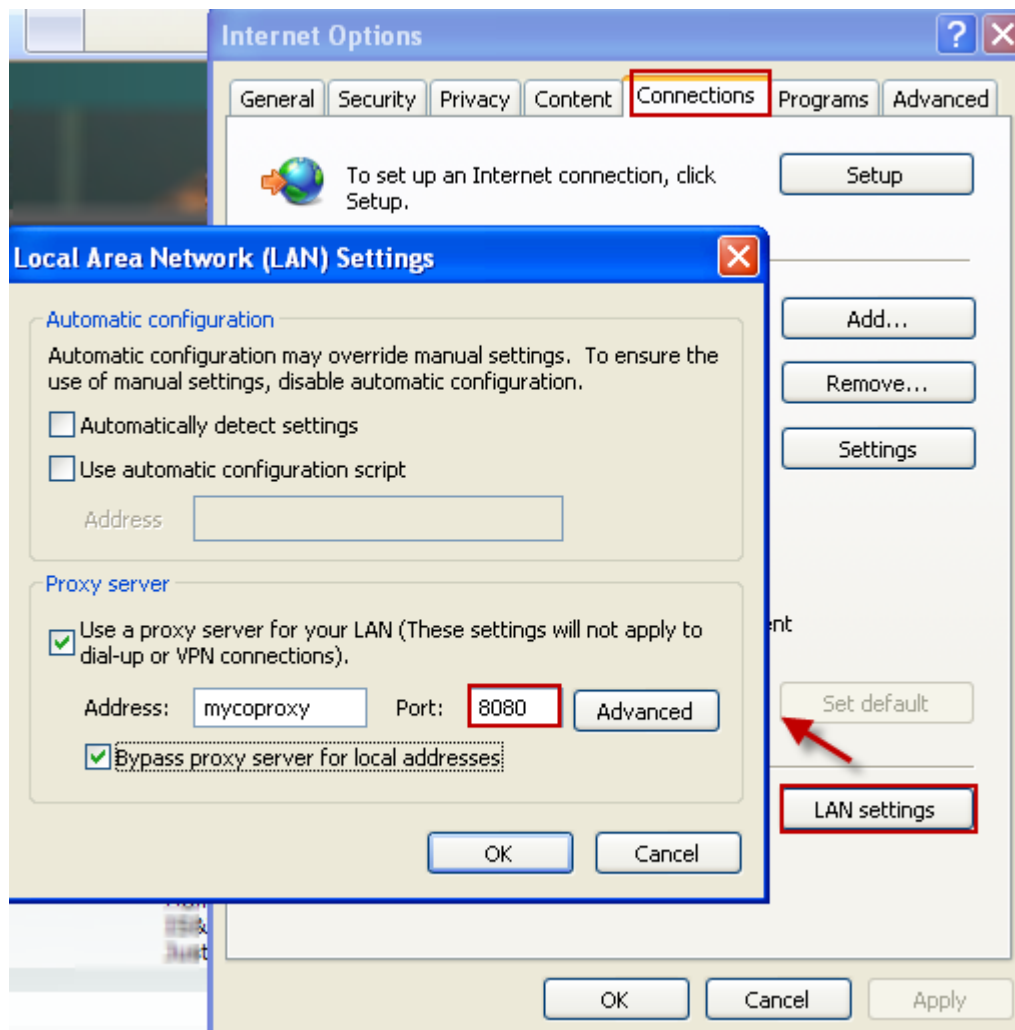 Internet Options
General Security Privacy Content Connections Programs Advanced
To set up an Internet connection, click
Setup.
Setup
Local Area Network (LAN) Settings
Automatic configuration
Automatic configuration may override manual settings. To ensure the
use of manual settings, disable automatic configuration.
Automatically detect settings
Use automatic configuration script
Address
Proxy server
Use a proxy server for your LAN (These settings will not apply to
dial-up or VPN connections).
Address: mycoproxy Port: 8080 Advanced
Bypass proxy server for local addresses
OK Cancel
Add...
Remove...
Settings
Set default
LAN settings
OK Cancel Apply